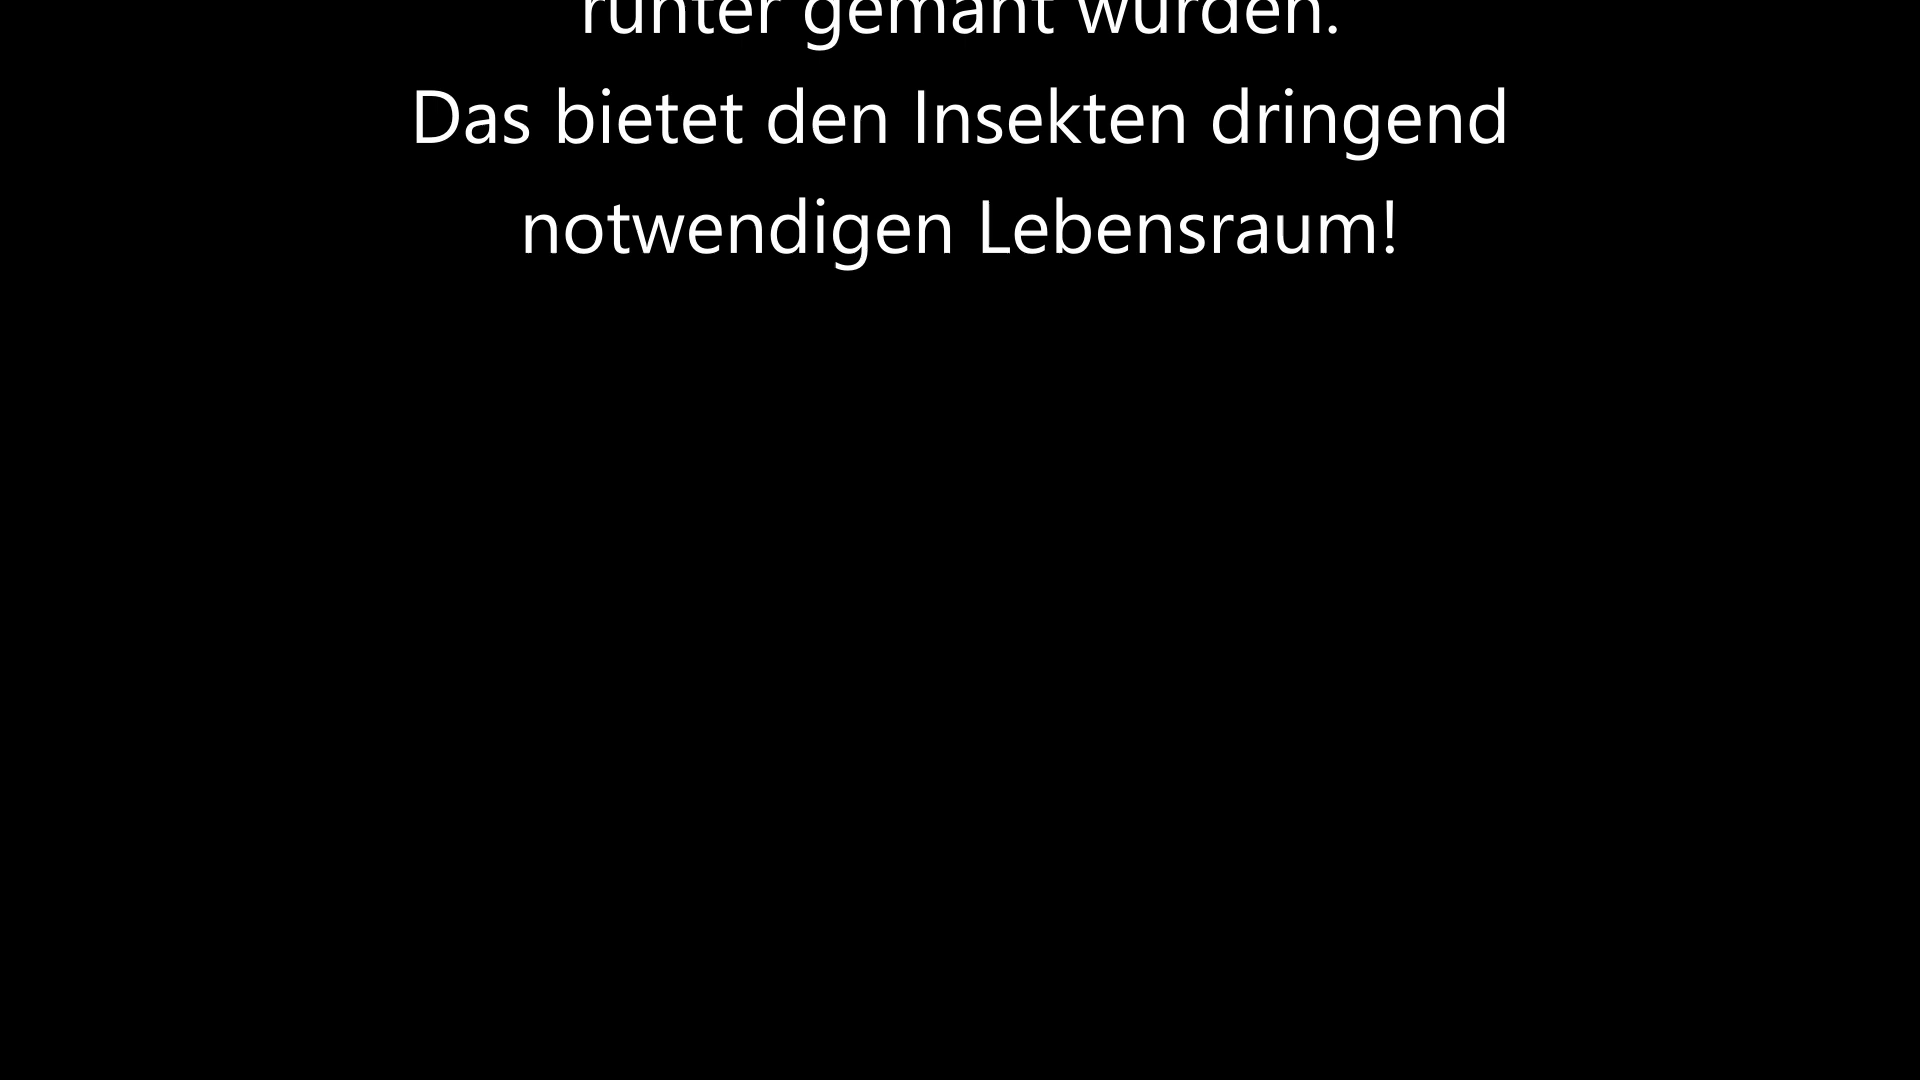 runter gemäht wurden.
Das bietet den Insekten dringend
notwendigen Lebensraum!